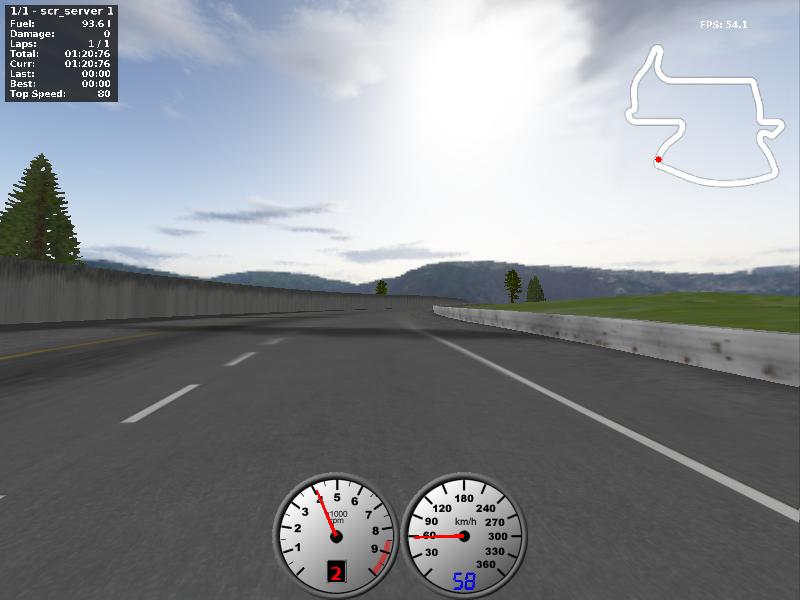 1/1 - scr_server 1
Fuel: 93.6 l
Damage: 0
Laps: 1 / 1
Total: 01:20:76
Curr: 01:20:76
Last: 00:00
Best: 00:00
Top Speed: 80
FPS: 54.1
1 2 3 4 5 6 7 8 9
x1000
rpm
2
30 60 90 120 180 240 270 300 330 360
km/h
58